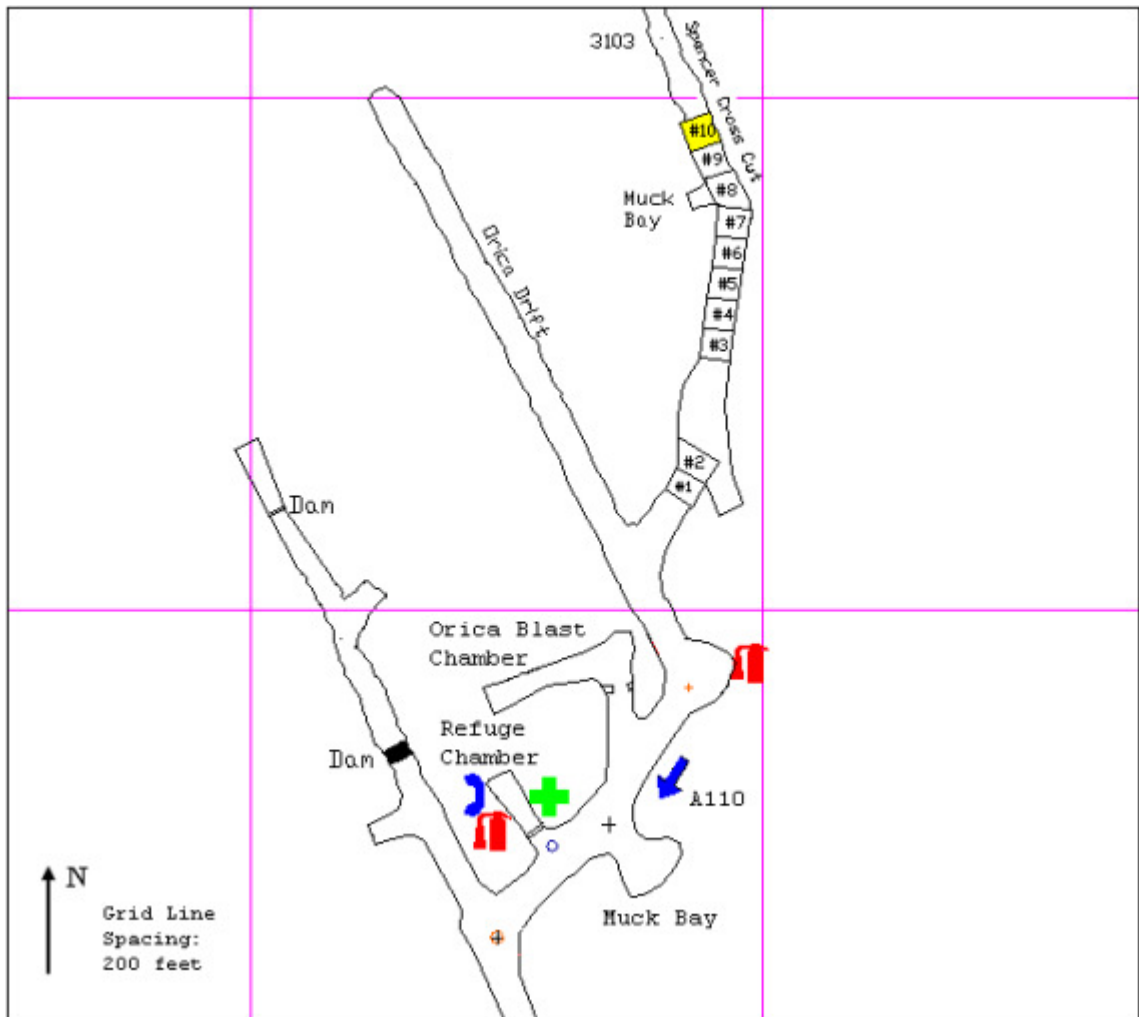 3103
Spencer Cross Cut
#10
#9
Muck
Bay
#8
#7
#6
Orica Drift
#5
#4
#3
#2
#1
Dam
Orica Blast
Chamber
Refuge
Chamber
Dam
A110
N
Grid Line
Spacing:
200 feet
Muck Bay